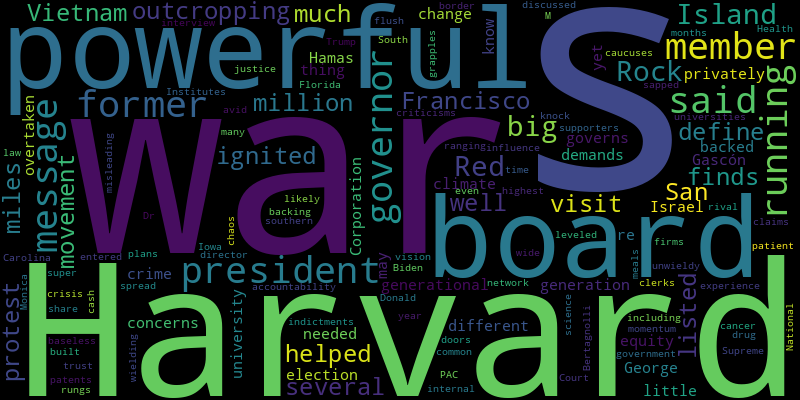 Vietnam outcropping much change flush discussed border M Island Health
powerful S know South Trump interview caucuses months yet member
justice Hamas thing Florida grapples Rock privately
Institutes former million Francisco criticisms sapped said running
overtaken avid many big knock supporters universities define
law message misleading War ignited governor ranging influence governs backed Gascón
movement likely Red time demands finds
miles climate even highest San
backing well visit Israel rival
Dr chaos southern Corporation board re claims
Carolina entered plans Iowa director may vision leveled firms patient
super crime spread president Biden wide meals unwieldy
Monica crisis cash accountability generational network generation clerks experience
protest share Donald PAC including listed momentum cancer
Harvard concerns university indictments year different science drug National
baseless built wielding needed doors common Bertagnolli equity government Supreme
trust helped internal Court George
patents rungs election several little